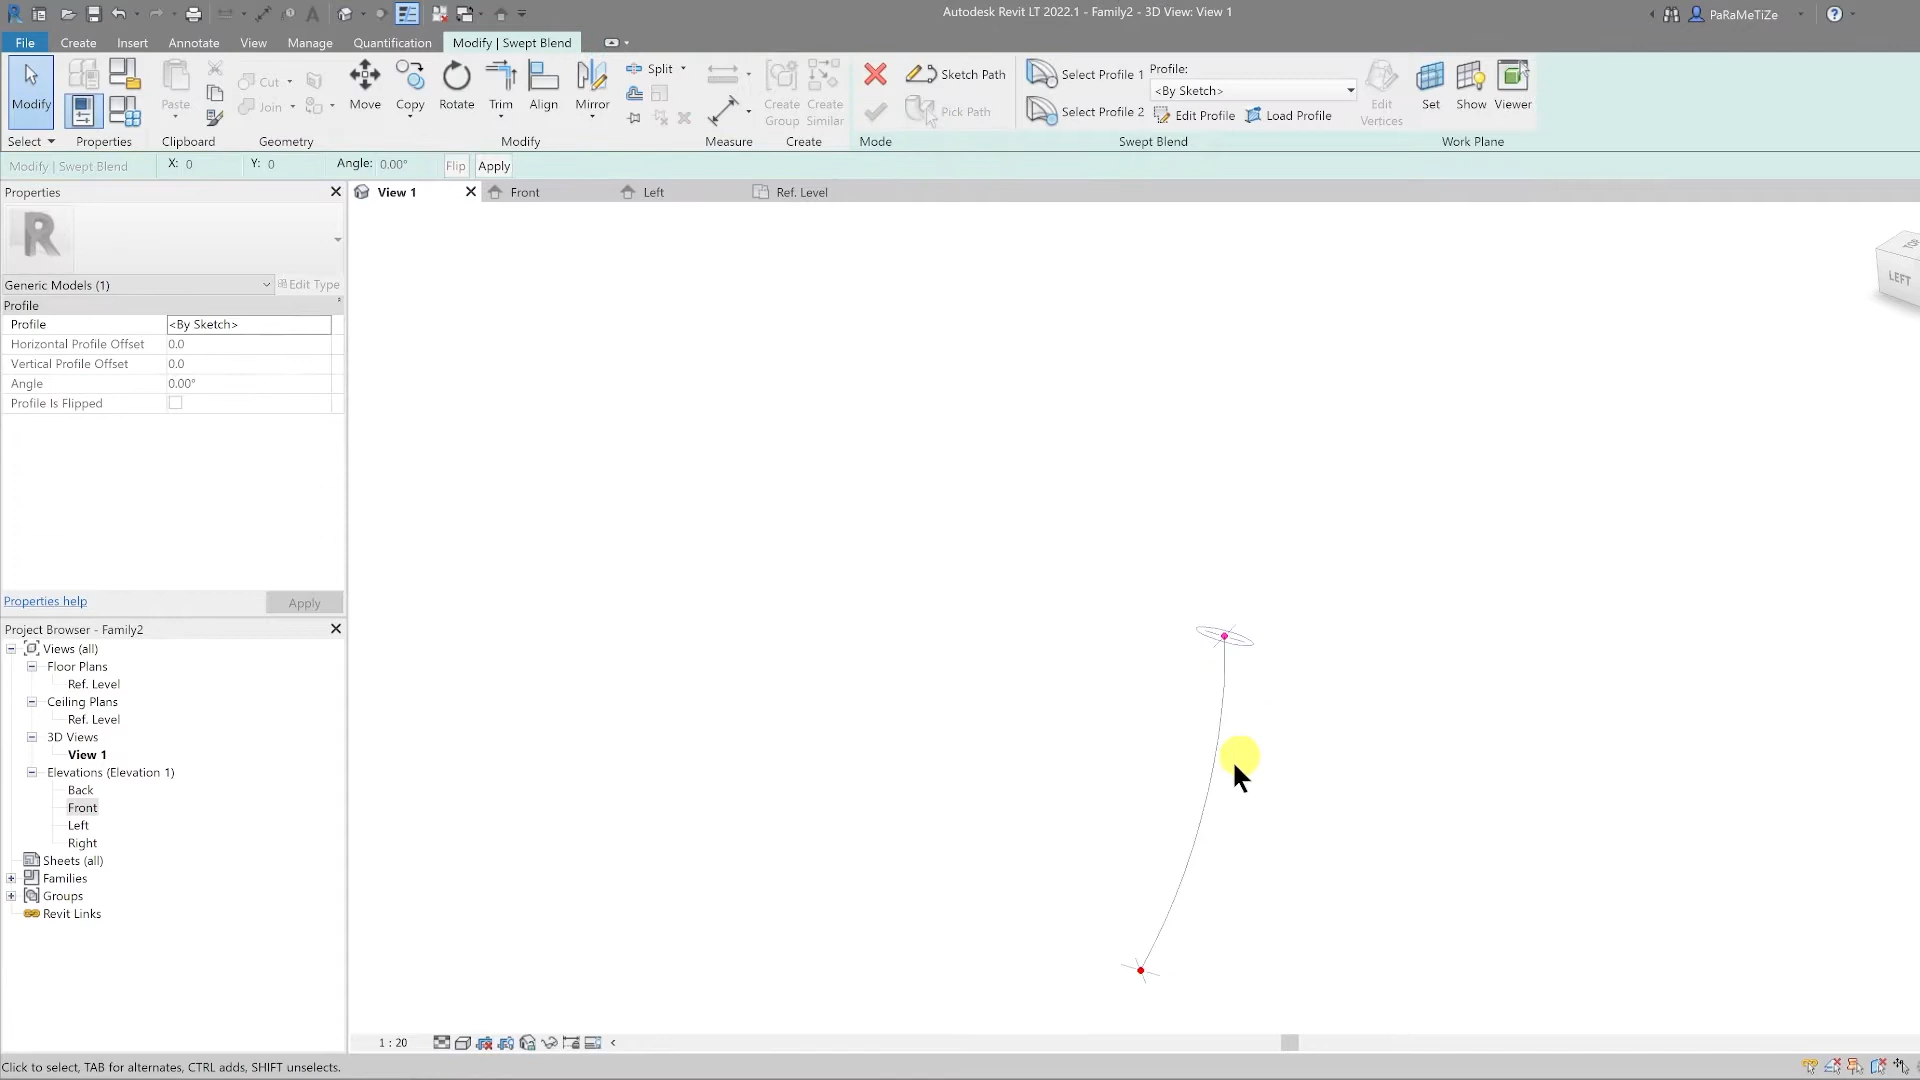 Autodesk Revit LT 2022.1 - Family2 - 3D View: View 1
PaRaMeTiZe
File Create Insert Annotate View Manage Quantification Modify | Swept Blend
Modify
Paste
Cut
Join
Move Copy Rotate Trim Align Mirror
Split
Create Group
Create Similar
Sketch Path
Pick Path
Select Profile 1
Select Profile 2
Profile:
<By Sketch>
Edit Profile Load Profile
Edit Vertices
Set Show Viewer
Select Properties Clipboard Geometry Modify Measure Create Mode Swept Blend Work Plane
Modify | Swept Blend X: 0 Y: 0 Angle: 0.00° Flip Apply
Properties
View 1 Front Left Ref. Level
R
TOP
LEFT
Generic Models (1) Edit Type
Profile
Profile <By Sketch>
Horizontal Profile Offset 0.0
Vertical Profile Offset 0.0
Angle 0.00°
Profile Is Flipped
Properties help Apply
Project Browser - Family2
Views (all)
Floor Plans
Ref. Level
Ceiling Plans
Ref. Level
3D Views
View 1
Elevations (Elevation 1)
Back
Front
Left
Right
Sheets (all)
Families
Groups
Revit Links
1 : 20
Click to select, TAB for alternates, CTRL adds, SHIFT unselects.